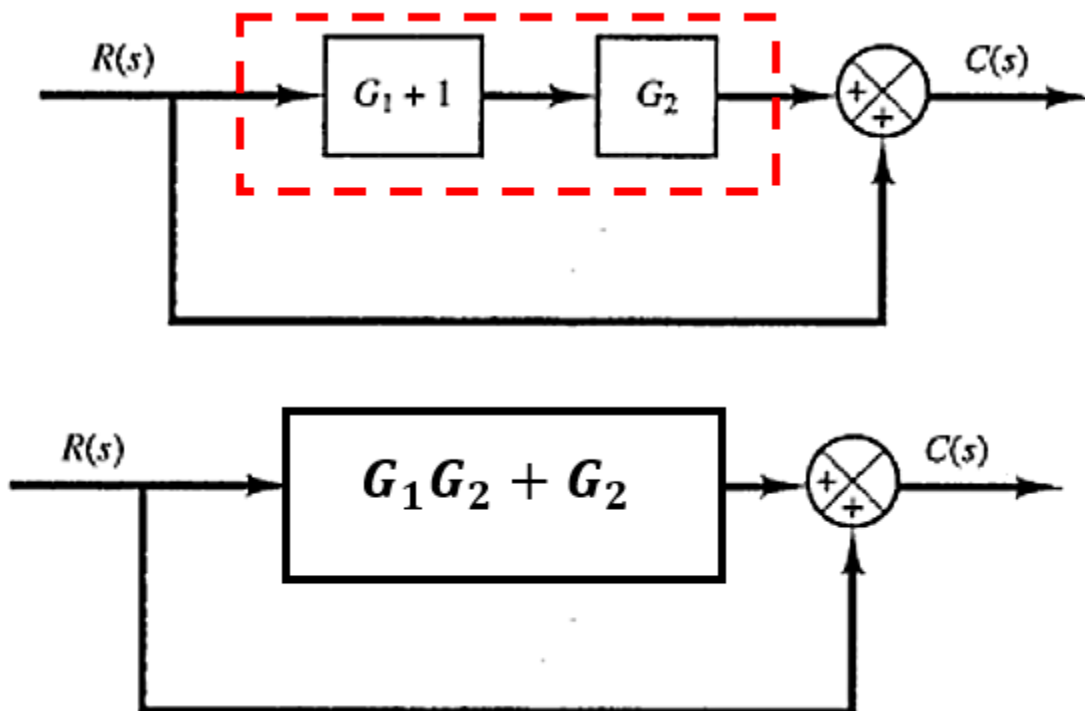 R(s) G₁ + 1 G₂ + + C(s)
R(s) G₁G₂ + G₂ + + C(s)